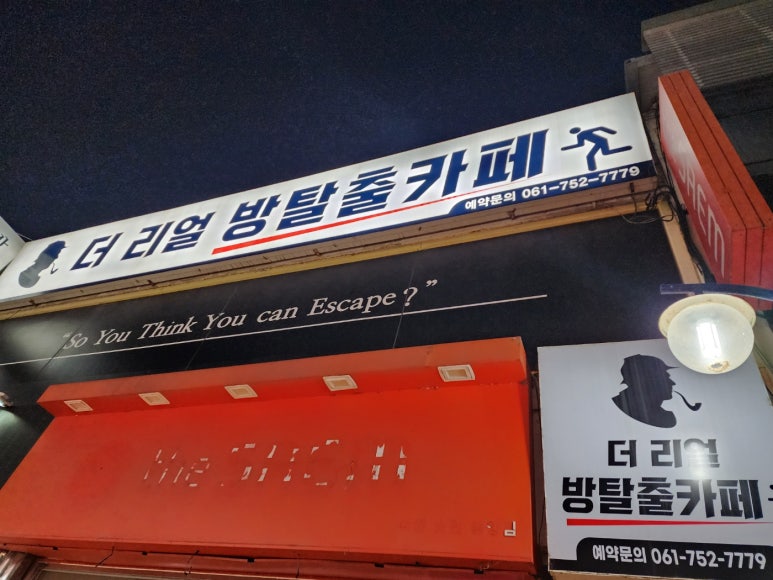 더 리얼 방탈출카페
예약문의 061-752-7779
"So You Think You can Escape?"
더 리얼
방탈출카페
예약문의 061-752-7779